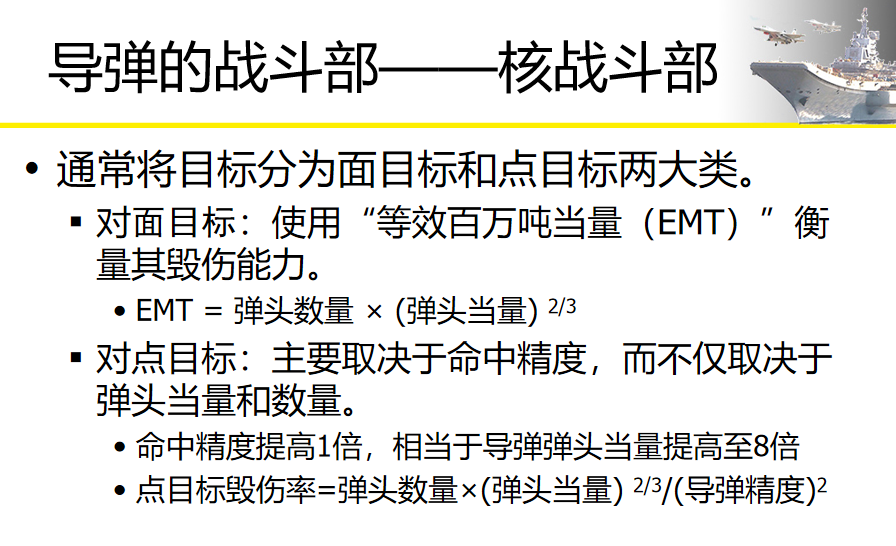 导弹的战斗部——核战斗部
• 通常将目标分为面目标和点目标两大类。
▪ 对面目标：使用“等效百万吨当量（EMT）”衡
量其毁伤能力。
• EMT = 弹头数量 × (弹头当量) 2/3
▪ 对点目标：主要取决于命中精度，而不仅取决于
弹头当量和数量。
• 命中精度提高1倍，相当于导弹弹头当量提高至8倍
• 点目标毁伤率=弹头数量×(弹头当量) 2/3/(导弹精度)2